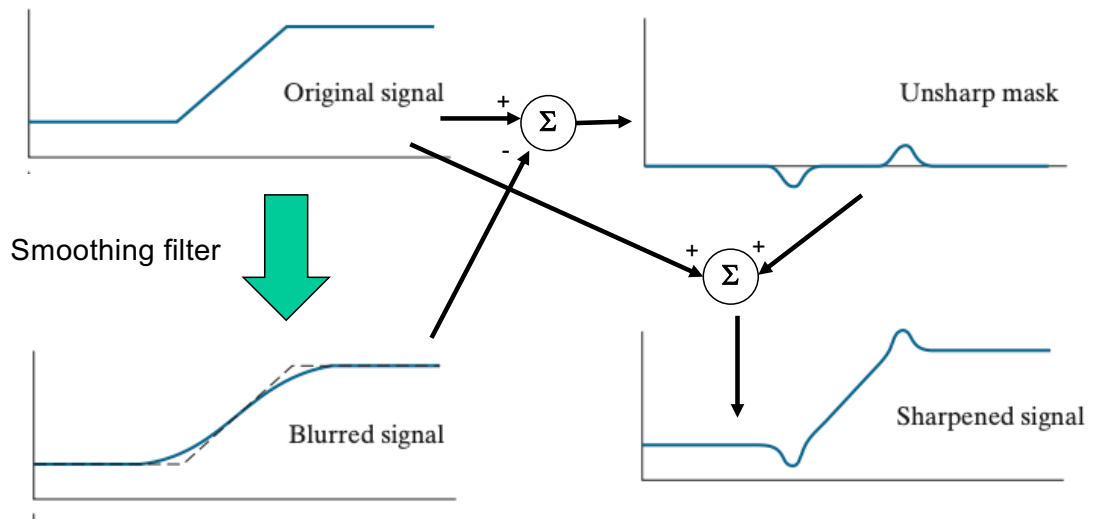 Original signal
+
Σ
-
Unsharp mask
Smoothing filter
+
+
Σ
Blurred signal
Sharpened signal